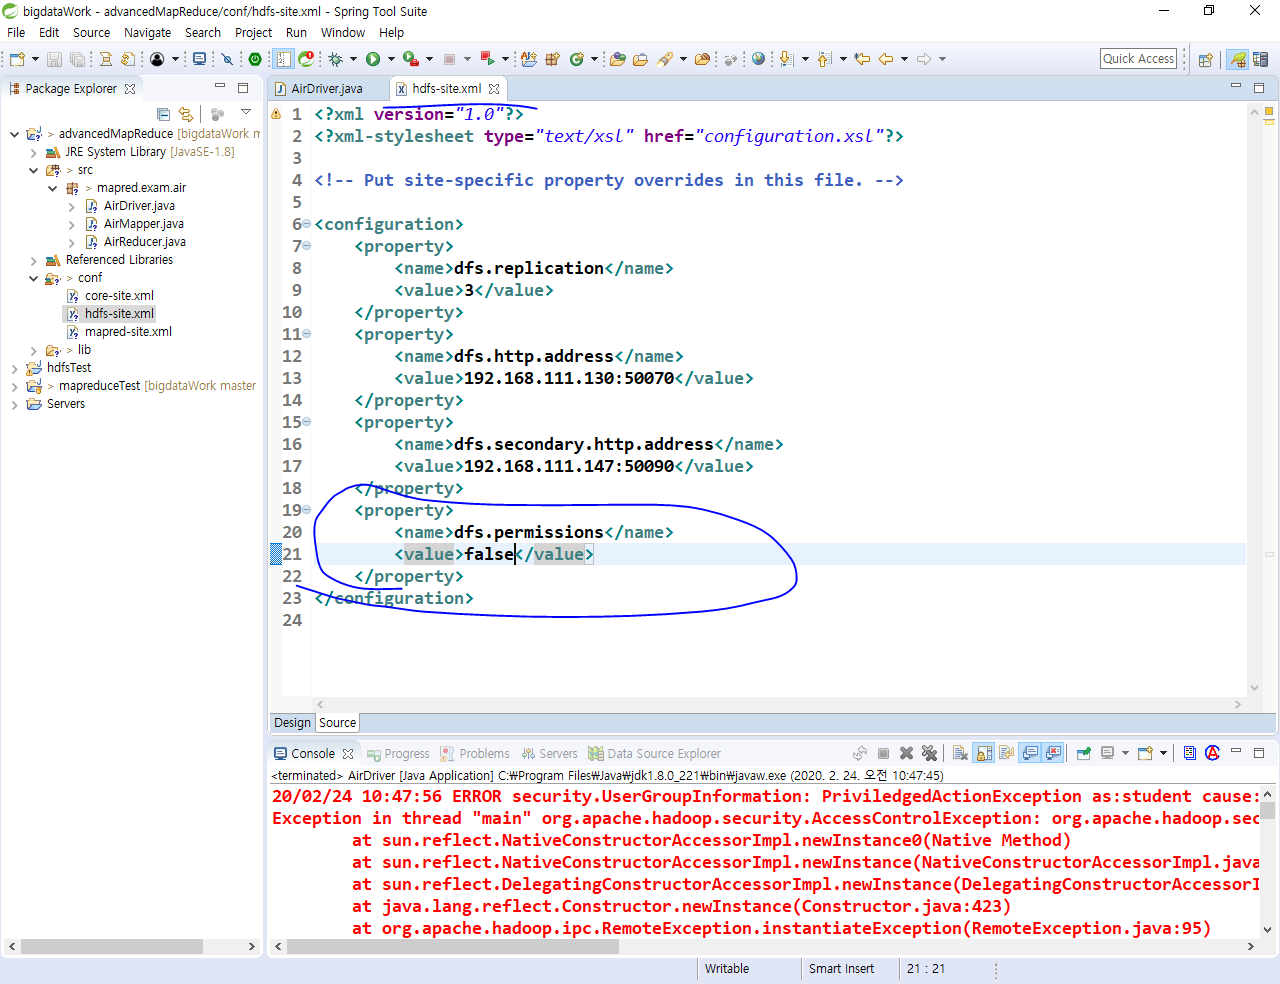 bigdataWork - advancedMapReduce/conf/hdfs-site.xml - Spring Tool Suite
File Edit Source Navigate Search Project Run Window Help
Quick Access
Package Explorer
AirDriver.java
hdfs-site.xml
> advancedMapReduce [bigdataWork m
JRE System Library [JavaSE-1.8]
> src
> mapred.exam.air
AirDriver.java
AirMapper.java
AirReducer.java
Referenced Libraries
> conf
core-site.xml
hdfs-site.xml
mapred-site.xml
> lib
hdfsTest
> mapreduceTest [bigdataWork master
Servers
1 <?xml version="1.0"?>
2 <?xml-stylesheet type="text/xsl" href="configuration.xsl"?>
3
4 <!-- Put site-specific property overrides in this file. -->
5
6 <configuration>
7 <property>
8 <name>dfs.replication</name>
9 <value>3</value>
10 </property>
11 <property>
12 <name>dfs.http.address</name>
13 <value>192.168.111.130:50070</value>
14 </property>
15 <property>
16 <name>dfs.secondary.http.address</name>
17 <value>192.168.111.147:50090</value>
18 </property>
19 <property>
20 <name>dfs.permissions</name>
21 <value>false</value>
22 </property>
23 </configuration>
24
Design Source
Console Progress Problems Servers Data Source Explorer
<terminated> AirDriver [Java Application] C:₩Program Files₩Java₩jdk1.8.0_221₩bin₩javaw.exe (2020. 2. 24. 오전 10:47:45)
20/02/24 10:47:56 ERROR security.UserGroupInformation: PriviledgedActionException as:student cause:
Exception in thread "main" org.apache.hadoop.security.AccessControlException: org.apache.hadoop.sec
at sun.reflect.NativeConstructorAccessorImpl.newInstance0(Native Method)
at sun.reflect.NativeConstructorAccessorImpl.newInstance(NativeConstructorAccessorImpl.java
at sun.reflect.DelegatingConstructorAccessorImpl.newInstance(DelegatingConstructorAccessorI
at java.lang.reflect.Constructor.newInstance(Constructor.java:423)
at org.apache.hadoop.ipc.RemoteException.instantiateException(RemoteException.java:95)
Writable Smart Insert 21 : 21